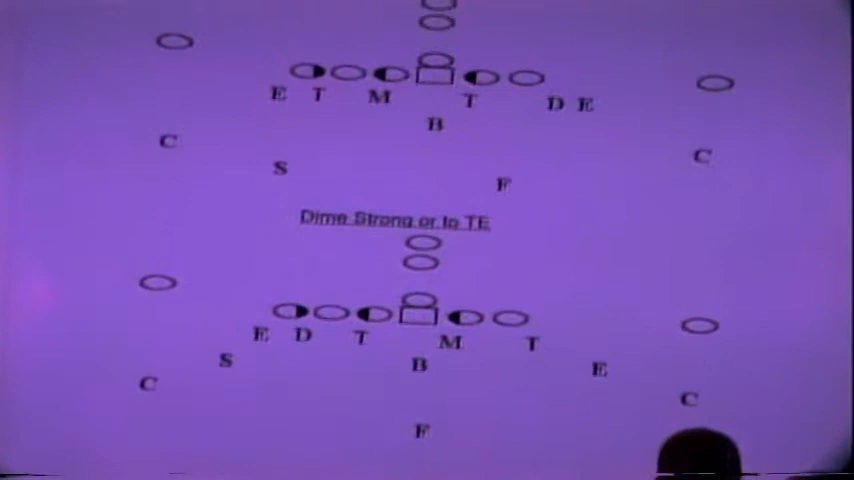 E T M T D E
B
C C
S F
Dime Strong or to TE
E D T M T
S B E
C C
F